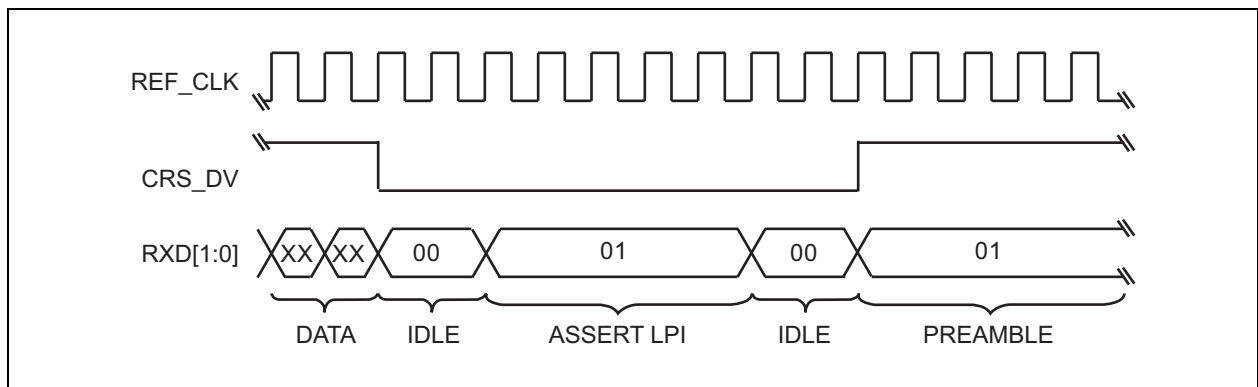 REF_CLK
CRS_DV
RXD[1:0] XX XX 00 01 00 01
DATA IDLE ASSERT LPI IDLE PREAMBLE